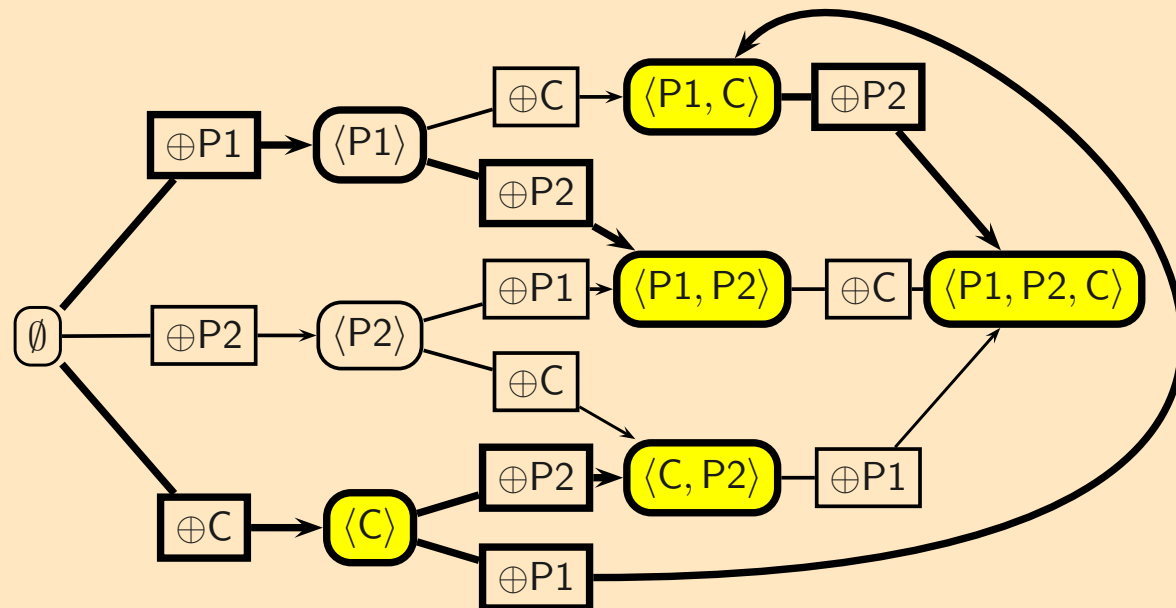 ⊕C
⟨P1, C⟩
⊕P2
⊕P1
⟨P1⟩
⊕P2
⊕P1
⟨P1, P2⟩
⊕C
⟨P1, P2, C⟩
∅
⊕P2
⟨P2⟩
⊕C
⊕P2
⟨C, P2⟩
⊕P1
⊕C
⟨C⟩
⊕P1